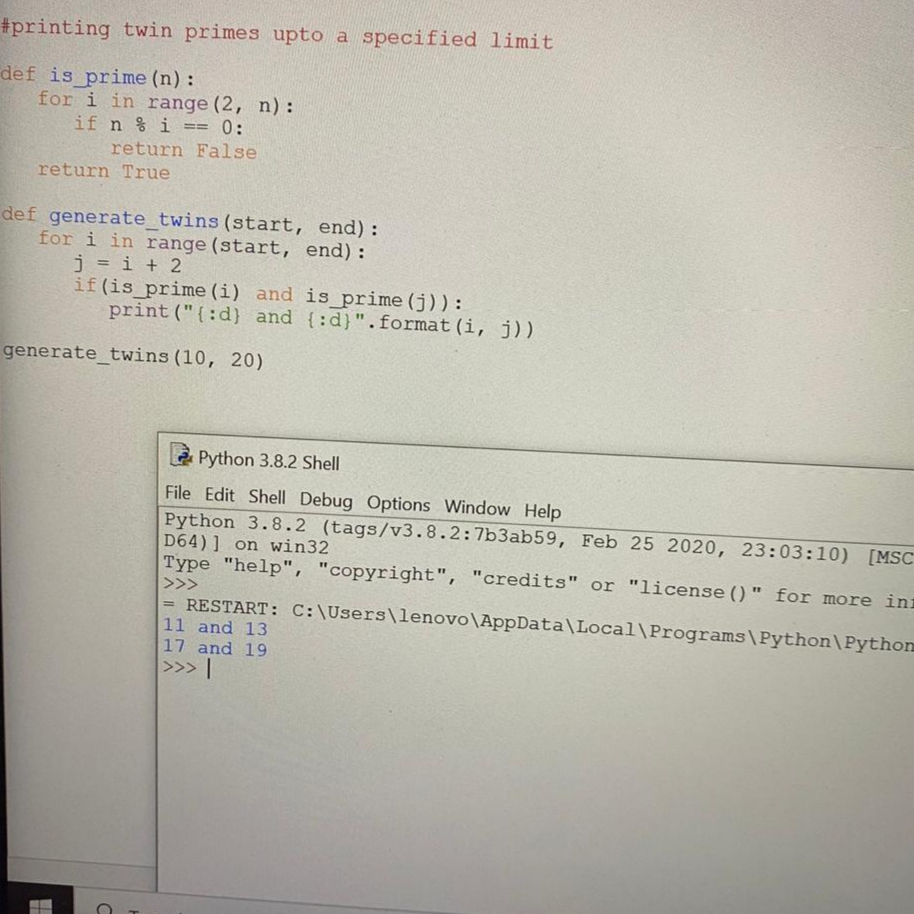 #printing twin primes upto a specified limit
def is_prime(n):
for i in range(2, n):
if n % i == 0:
return False
return True
def generate_twins(start, end):
for i in range(start, end):
j = i + 2
if(is_prime(i) and is_prime(j)):
print("{:d} and {:d}".format(i, j))
generate_twins(10, 20)
Python 3.8.2 Shell
File Edit Shell Debug Options Window Help
Python 3.8.2 (tags/v3.8.2:7b3ab59, Feb 25 2020, 23:03:10) [MSC
D64)] on win32
Type "help", "copyright", "credits" or "license()" for more
>>>
= RESTART: C:\Users\lenovo\AppData\Local\Programs\Python\Python
11 and 13
17 and 19
>>>